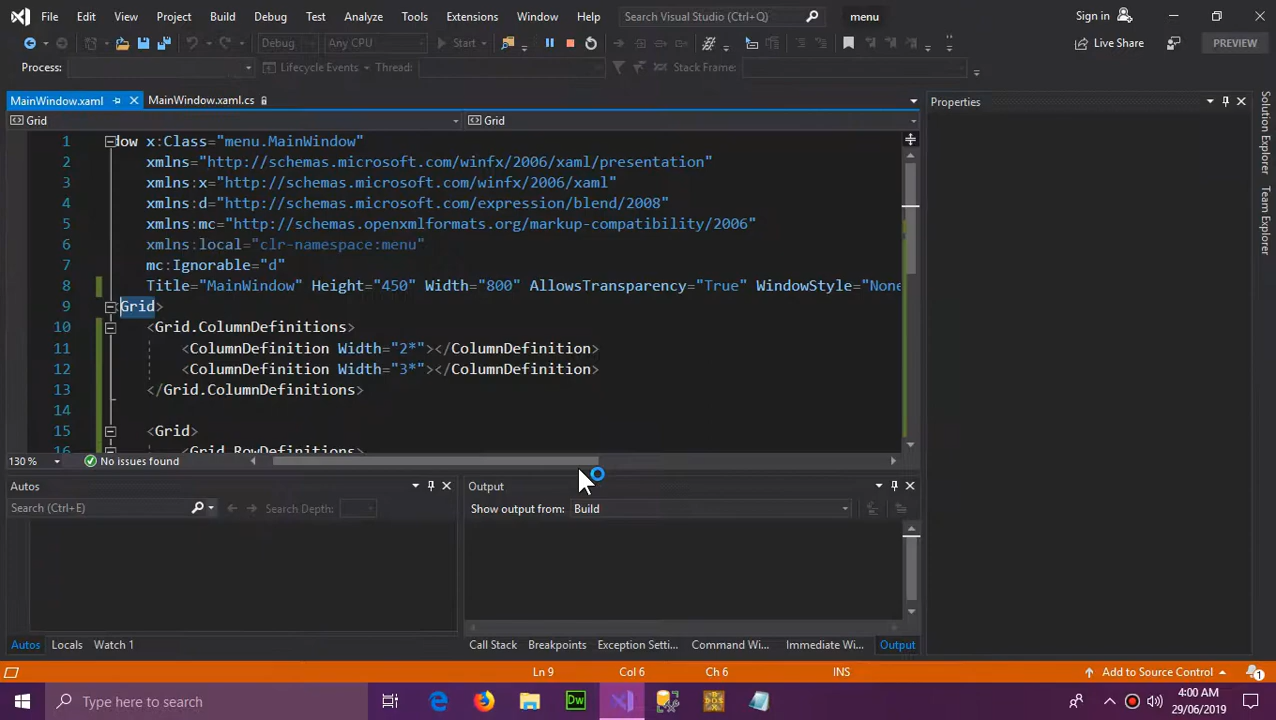 File Edit View Project Build Debug Test Analyze Tools Extensions Window Help Search Visual Studio (Ctrl+Q) menu Sign in
Debug Any CPU Start Live Share PREVIEW
Process: Lifecycle Events Thread: Stack Frame:
MainWindow.xaml MainWindow.xaml.cs Properties
Grid Grid
1 dow x:Class="menu.MainWindow"
2 xmlns="http://schemas.microsoft.com/winfx/2006/xaml/presentation"
3 xmlns:x="http://schemas.microsoft.com/winfx/2006/xaml"
4 xmlns:d="http://schemas.microsoft.com/expression/blend/2008"
5 xmlns:mc="http://schemas.openxmlformats.org/markup-compatibility/2006"
6 xmlns:local="clr-namespace:menu"
7 mc:Ignorable="d"
8 Title="MainWindow" Height="450" Width="800" AllowsTransparency="True" WindowStyle="None
9 Grid>
10 <Grid.ColumnDefinitions>
11 <ColumnDefinition Width="2*"></ColumnDefinition>
12 <ColumnDefinition Width="3*"></ColumnDefinition>
13 </Grid.ColumnDefinitions>
14
15 <Grid>
16 <Grid.RowDefinitions>
130 % No issues found
Autos Output
Search (Ctrl+E) Search Depth: Show output from: Build
Autos Locals Watch 1 Call Stack Breakpoints Exception Setti... Command Wi... Immediate Wi... Output
Solution Explorer
Team Explorer
Ln 9 Col 6 Ch 6 INS Add to Source Control 1
Type here to search Dw DOS 4:00 AM
29/06/2019